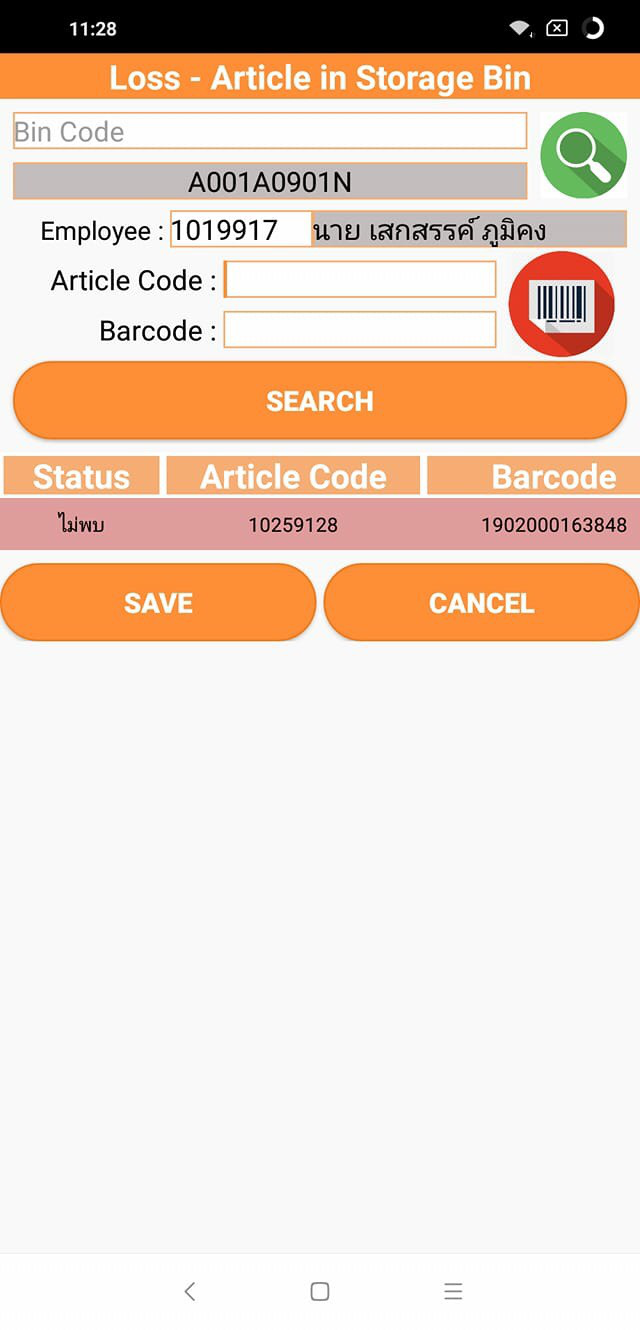 11:28
Loss - Article in Storage Bin
Bin Code
A001A0901N
Employee : 1019917 นาย เสกสรรค์ ภูมิคง
Article Code :
Barcode :
SEARCH
Status Article Code Barcode
ไม่พบ 10259128 1902000163848
SAVE CANCEL